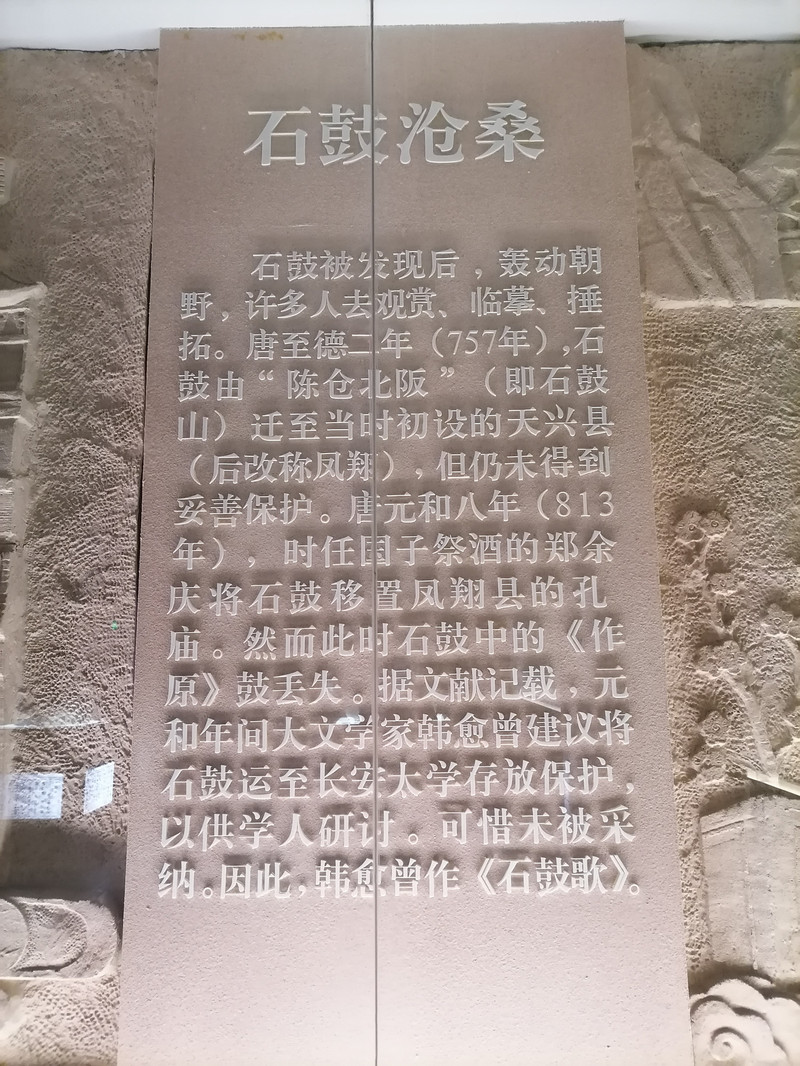 石鼓沧桑
石鼓被发现后，轰动朝
野，许多人去观赏、临摹、捶
拓。唐至德二年（757年），石
鼓由“陈仓北阪”（即石鼓
山）迁至当时初设的天兴县
（后改称凤翔），但仍未得到
妥善保护。唐元和八年（813
年），时任国子祭酒的郑余
庆将石鼓移置凤翔县的孔
庙。然而此时石鼓中的《作
原》鼓丢失。据文献记载，元
和年间大文学家韩愈曾建议将
石鼓运至长安太学存放保护，
以供学人研讨。可惜未被采
纳。因此，韩愈曾作《石鼓歌》。